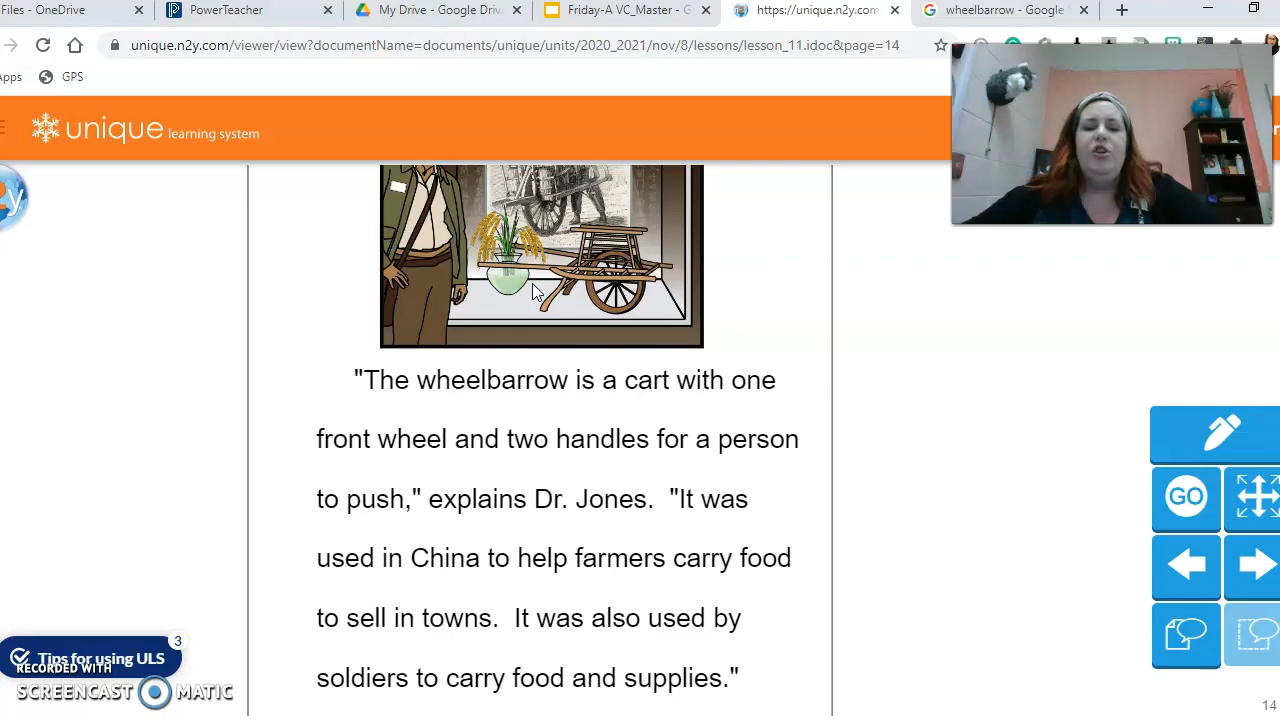 Files - OneDrive
PowerTeacher
My Drive - Google Driv
Friday-A VC_Master - G
https://unique.n2y.com/
wheelbarrow - Google
unique.n2y.com/viewer/view?documentName=documents/unique/units/2020_2021/nov/8/lessons/lesson_11.idoc&page=14
Apps
GPS
unique learning system
"The wheelbarrow is a cart with one
front wheel and two handles for a person
to push," explains Dr. Jones. "It was
used in China to help farmers carry food
to sell in towns. It was also used by
soldiers to carry food and supplies."
GO
3
Tips for using ULS
RECORDED WITH
SCREENCAST MATIC
14